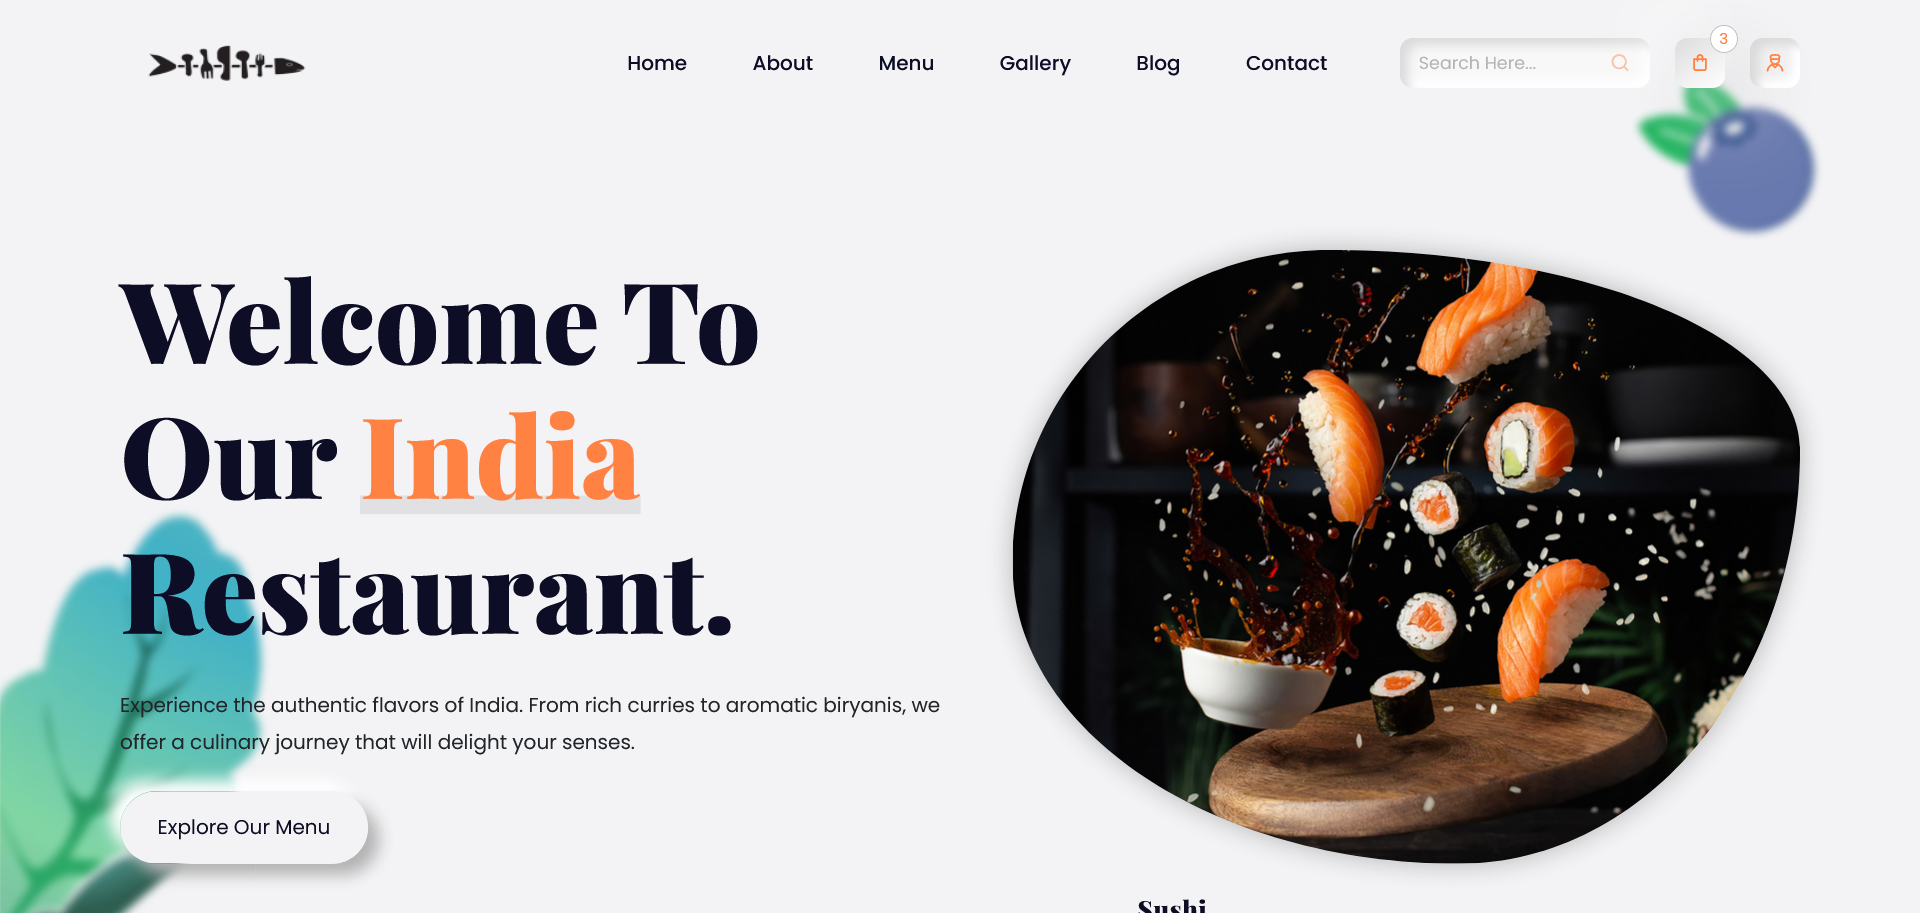 Home About Menu Gallery Blog Contact Search Here... 3
Welcome To
Our India
Restaurant.
Experience the authentic flavors of India. From rich curries to aromatic biryanis, we
offer a culinary journey that will delight your senses.
Explore Our Menu
Sushi